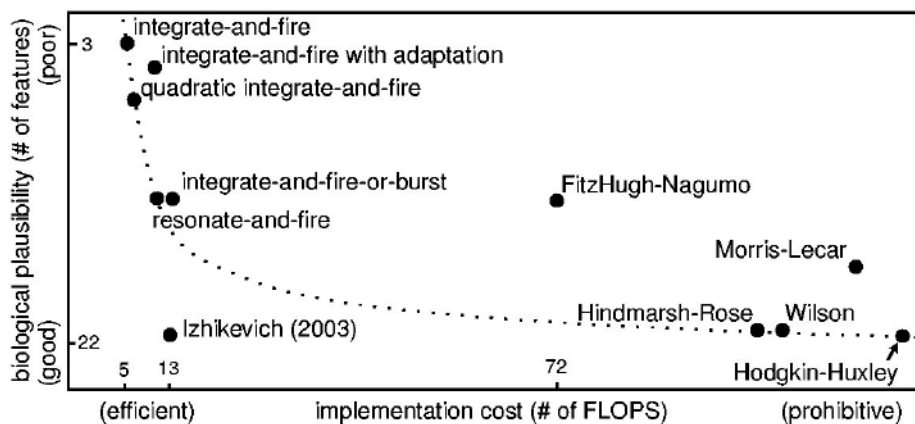 biological plausibility (# of features)
(poor)
(good)
3
22
integrate-and-fire
integrate-and-fire with adaptation
quadratic integrate-and-fire
integrate-and-fire-or-burst
resonate-and-fire
FitzHugh-Nagumo
Morris-Lecar
Hindmarsh-Rose
Wilson
Izhikevich (2003)
Hodgkin-Huxley
5
13
72
(efficient)
implementation cost (# of FLOPS)
(prohibitive)